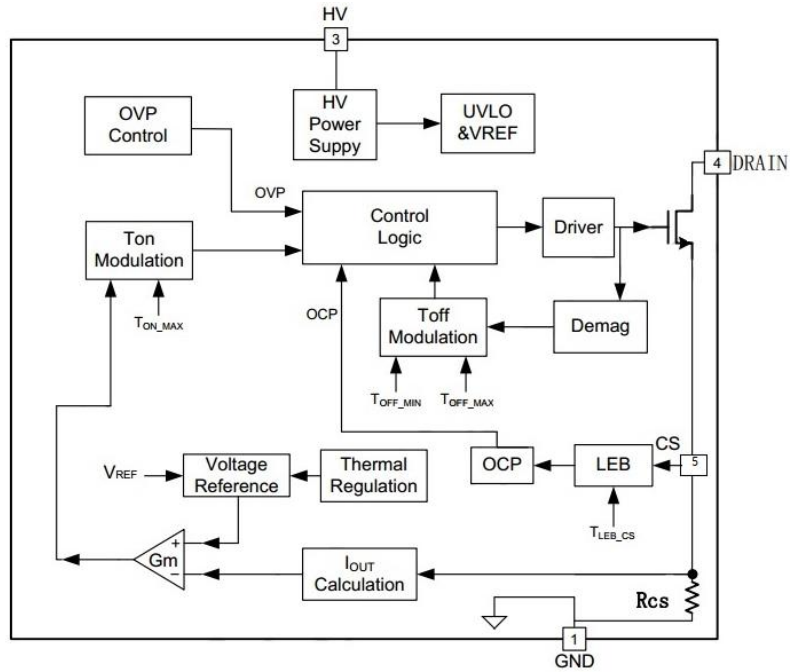 HV
3
OVP
Control
HV
Power
Suppy
UVLO
&VREF
4
DRAIN
OVP
Control
Logic
Driver
Ton
Modulation
TON_MAX
OCP
Toff
Modulation
Demag
TOFF_MIN
TOFF_MAX
CS
5
OCP
LEB
TLEB_CS
VREF
Voltage
Reference
Thermal
Regulation
Gm
+
−
IOUT
Calculation
Rcs
1
GND